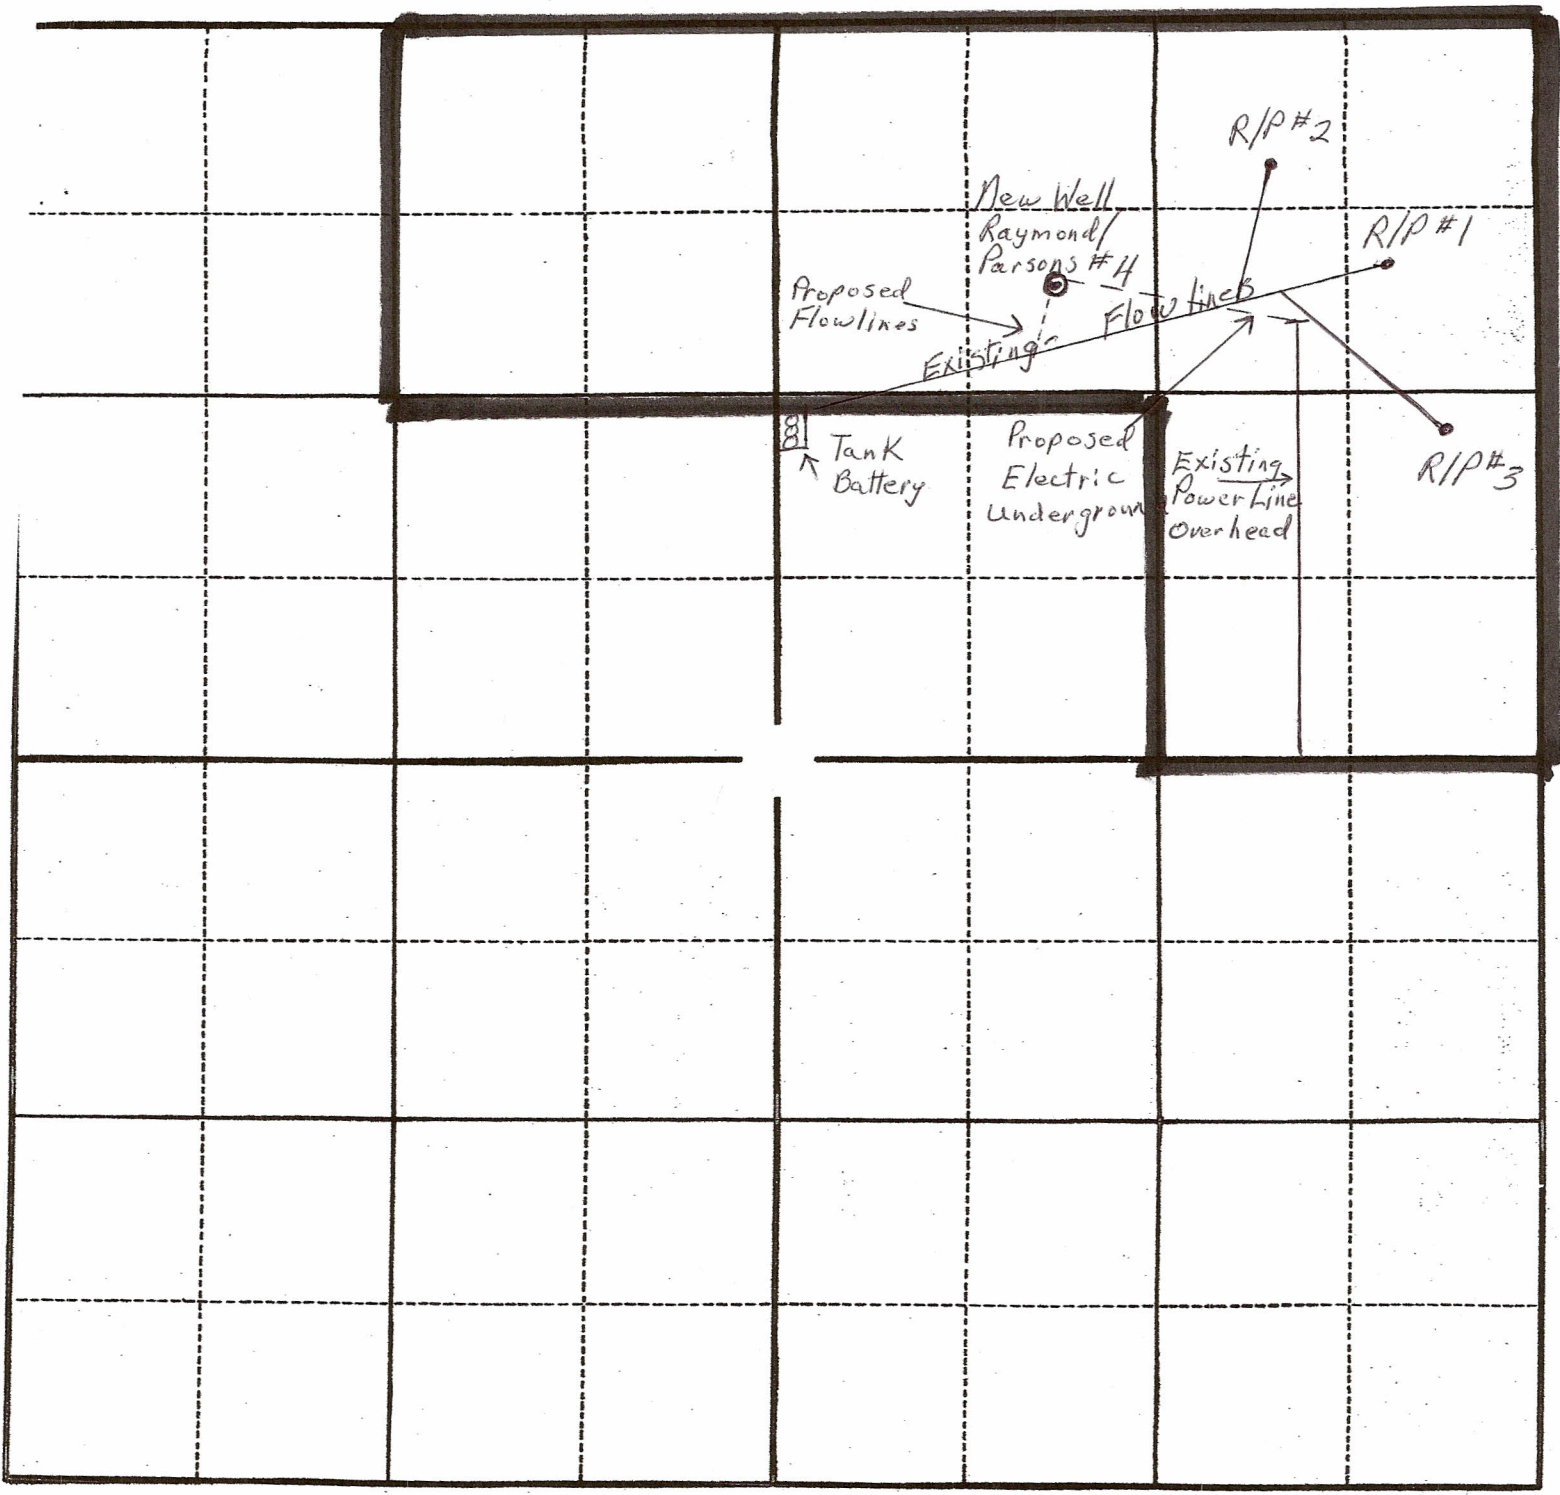 R/P #2
New Well
Raymond/
Parsons #4
R/P #1
Proposed
Flowlines
Existing Flow lines
Tank
Battery
Proposed
Electric
Underground
Existing
Power Line
Overhead
R/P #3